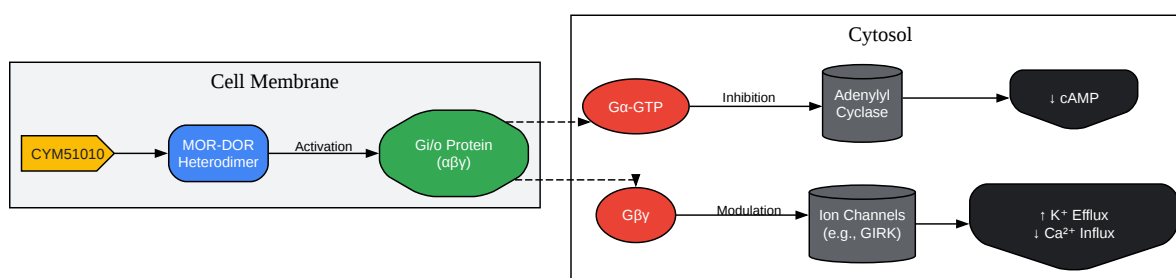 Cell Membrane
CYM51010
MOR-DOR
Heterodimer
Activation
Gi/o Protein
(αβγ)
Cytosol
Gα-GTP
Inhibition
Adenylyl
Cyclase
↓ cAMP
Gβγ
Modulation
Ion Channels
(e.g., GIRK)
↑ K⁺ Efflux
↓ Ca²⁺ Influx